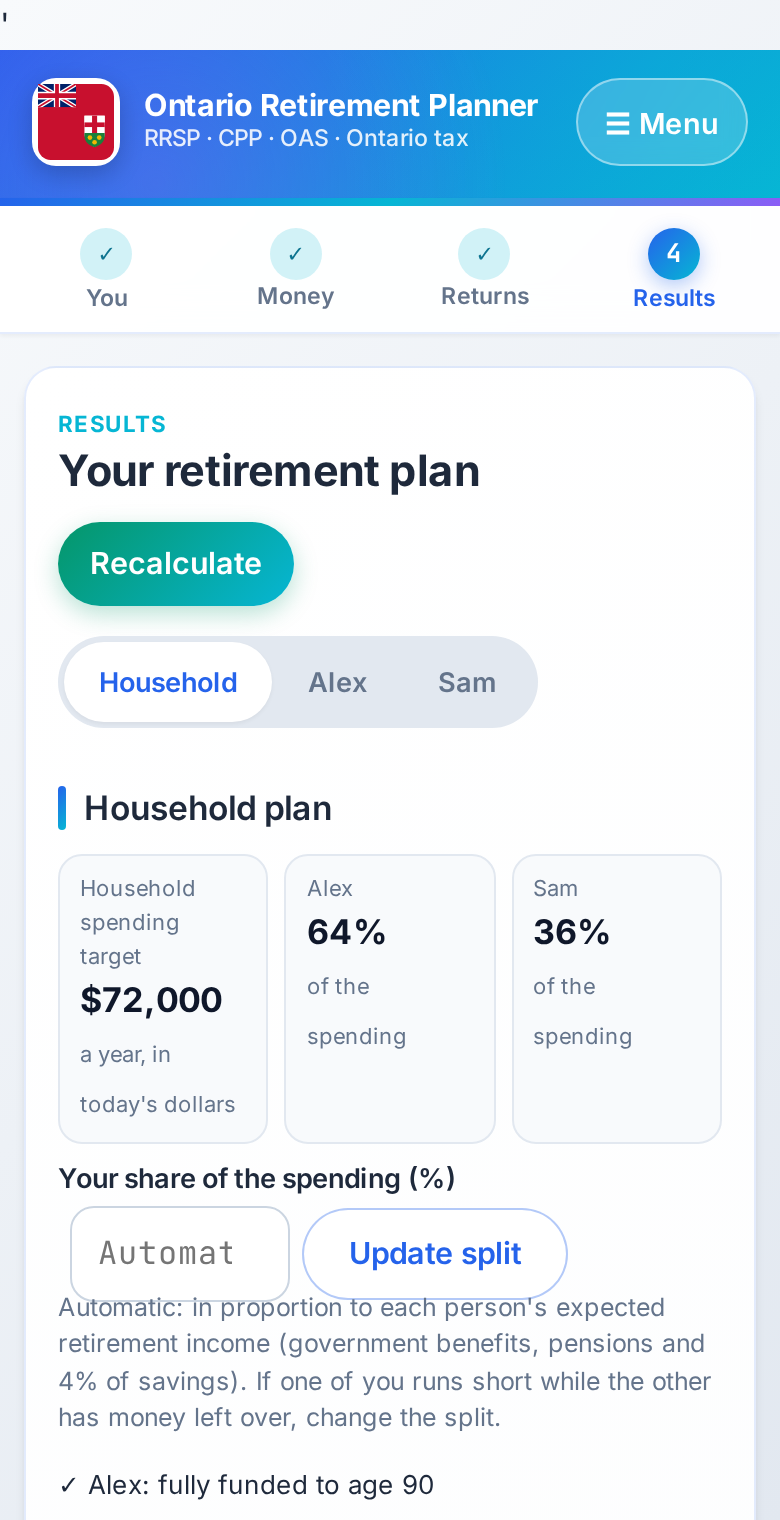 '
Ontario Retirement Planner
RRSP · CPP · OAS · Ontario tax
☰ Menu
✓ ✓ ✓ 4
You Money Returns Results
RESULTS
Your retirement plan
Recalculate
Household Alex Sam
Household plan
Household
spending
target
$72,000
a year, in
today's dollars
Alex
64%
of the
spending
Sam
36%
of the
spending
Your share of the spending (%)
Automat Update split
Automatic: in proportion to each person's expected
retirement income (government benefits, pensions and
4% of savings). If one of you runs short while the other
has money left over, change the split.
✓ Alex: fully funded to age 90